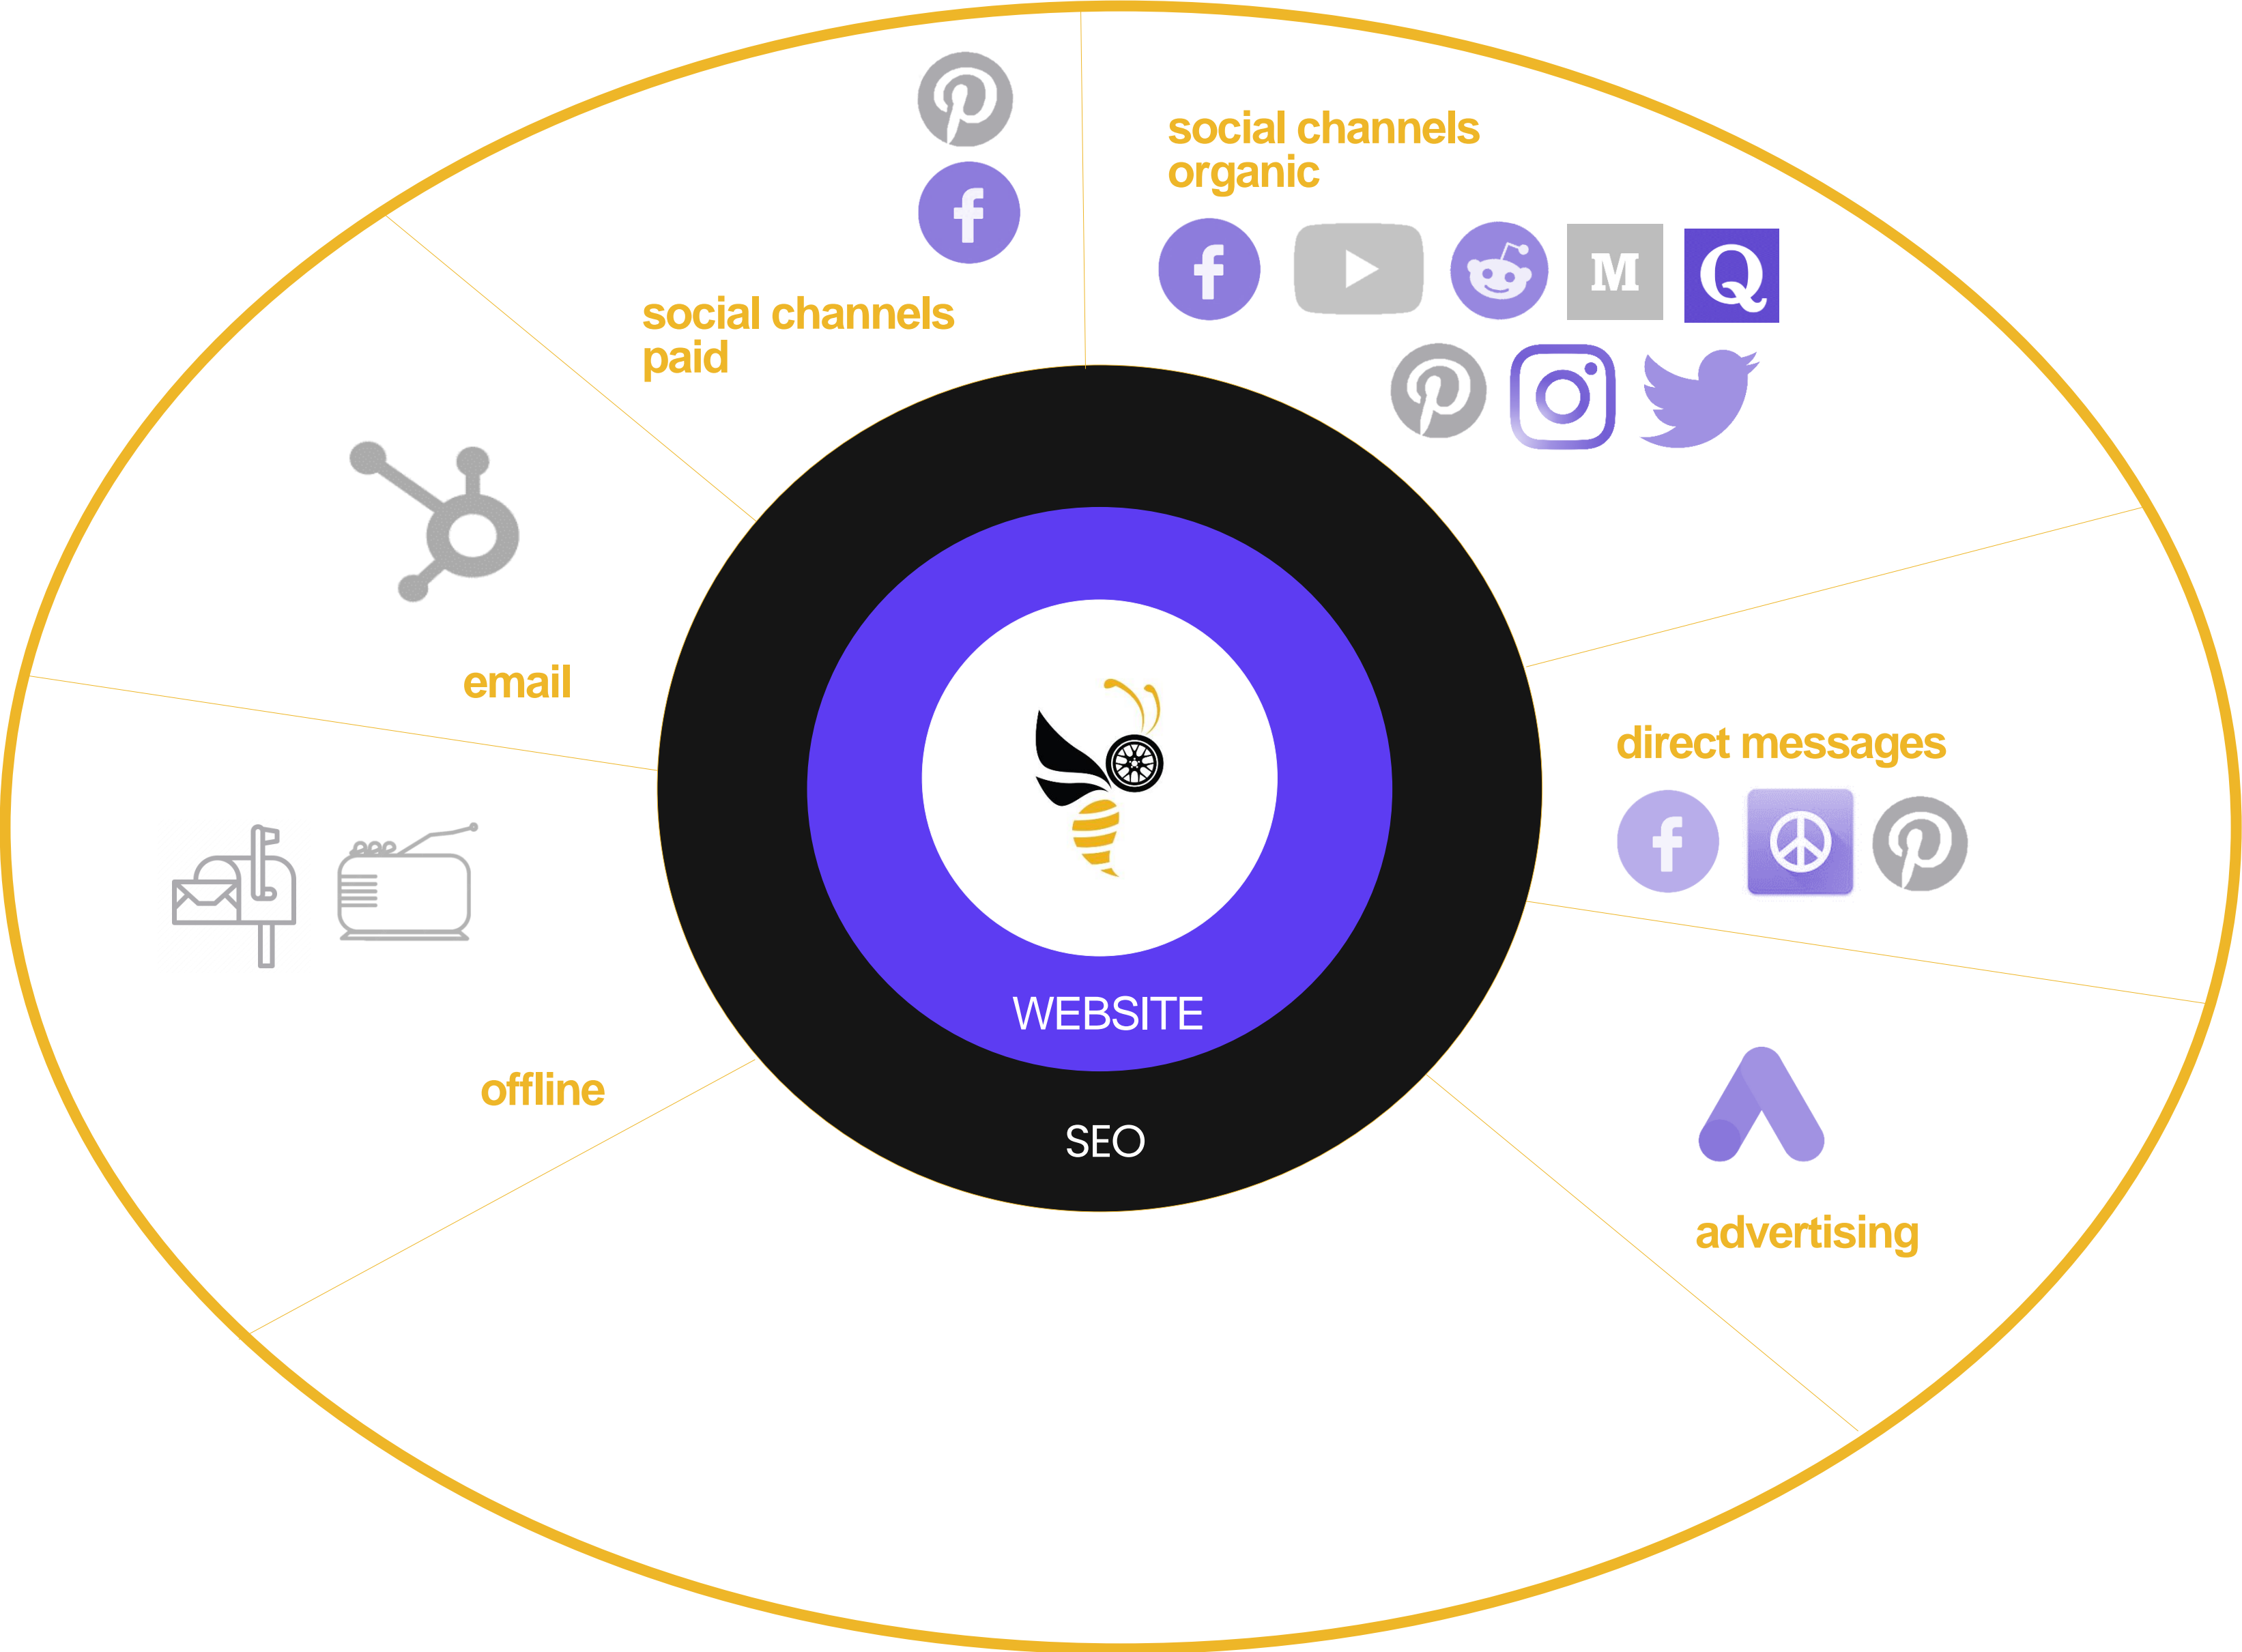 social channels
organic
social channels
paid
email
direct messages
WEBSITE
offline
SEO
advertising